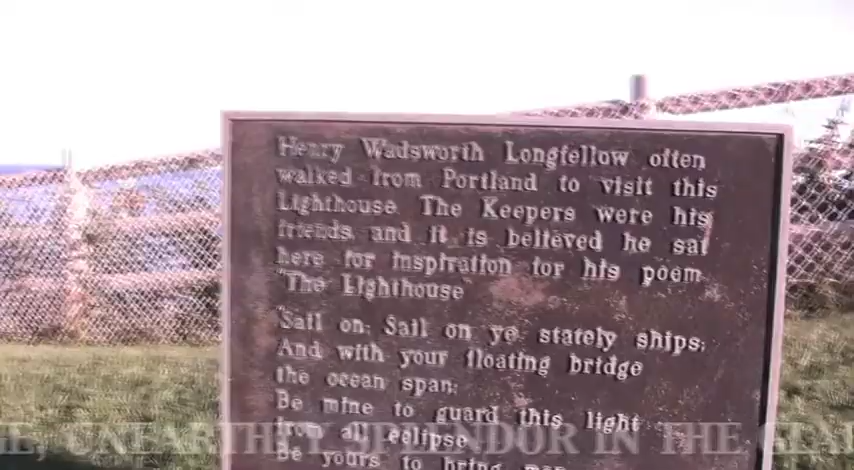 Henry Wadsworth Longfellow often
walked from Portland to visit this
Lighthouse. The Keepers were his
friends and it is believed he sat
here for inspiration for his poem
"The Lighthouse"
"Sail on; Sail on ye stately ships;
And with your floating bridge
the ocean span;
Be mine to guard this light
from all eclipse
Be yours to bring
UNEARTHLY SPLENDOR IN THE